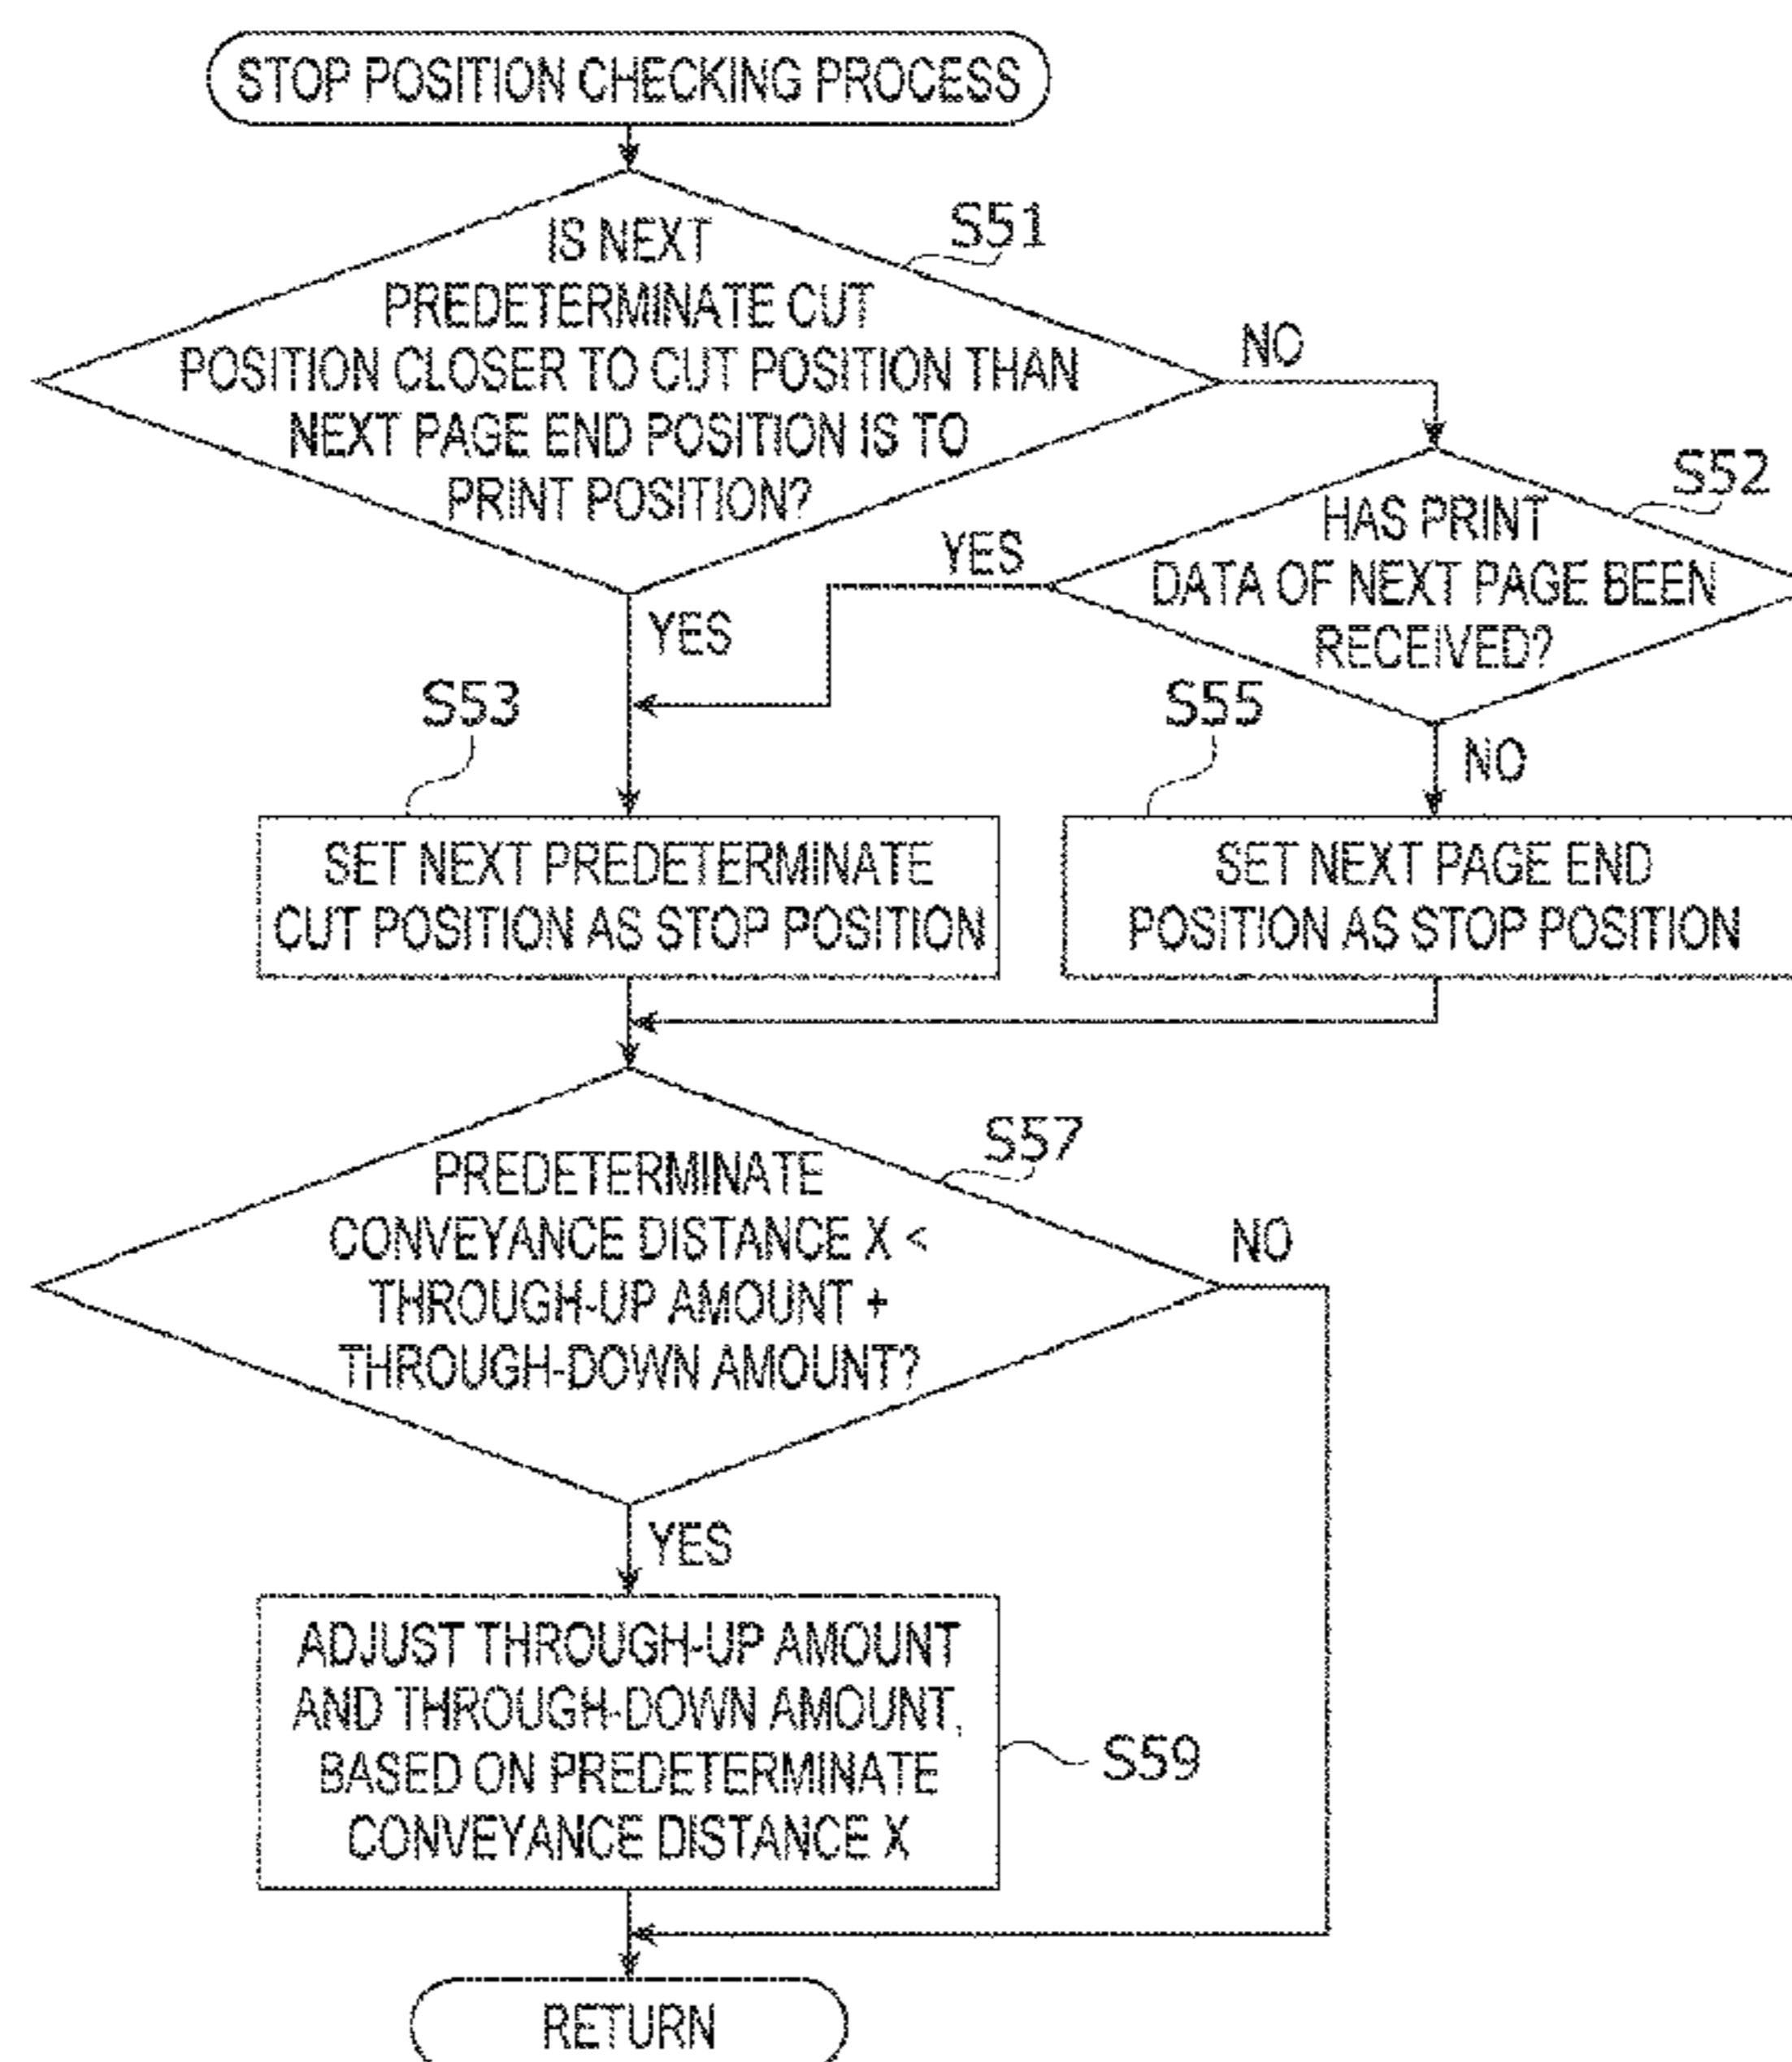 STOP POSITION CHECKING PROCESS
IS NEXT
PREDETERMINATE CUT
POSITION CLOSER TO CUT POSITION THAN
NEXT PAGE END POSITION IS TO
PRINT POSITION?
S51
NO
YES
HAS PRINT
DATA OF NEXT PAGE BEEN
RECEIVED?
S52
YES
NO
S53
SET NEXT PREDETERMINATE
CUT POSITION AS STOP POSITION
S55
SET NEXT PAGE END
POSITION AS STOP POSITION
PREDETERMINATE
CONVEYANCE DISTANCE X <
THROUGH-UP AMOUNT +
THROUGH-DOWN AMOUNT?
S57
NO
YES
ADJUST THROUGH-UP AMOUNT
AND THROUGH-DOWN AMOUNT,
BASED ON PREDETERMINATE
CONVEYANCE DISTANCE X
S59
RETURN